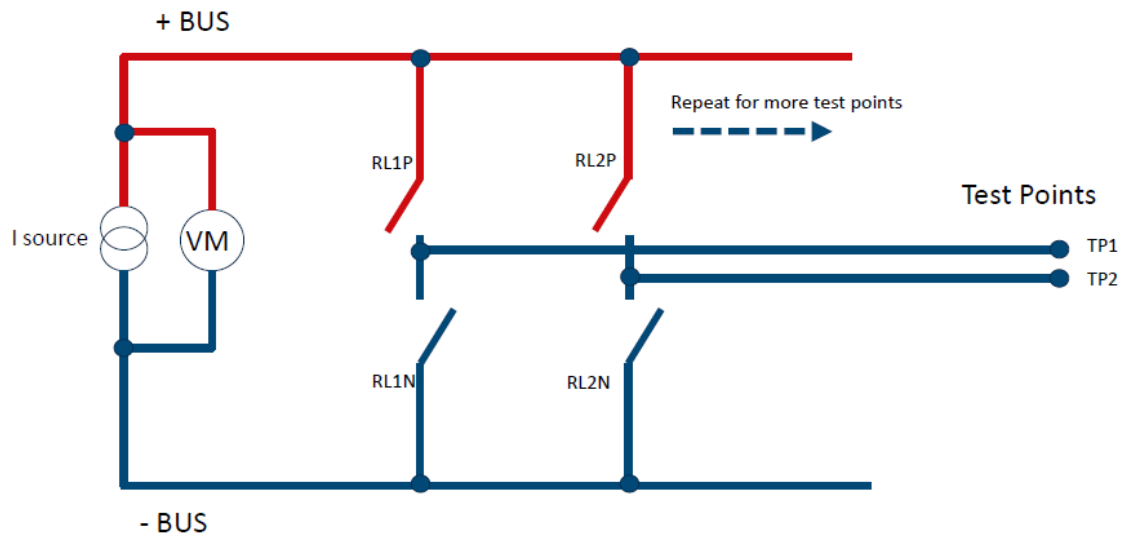 + BUS
Repeat for more test points
RL1P
RL2P
Test Points
I source
VM
TP1
TP2
RL1N
RL2N
- BUS